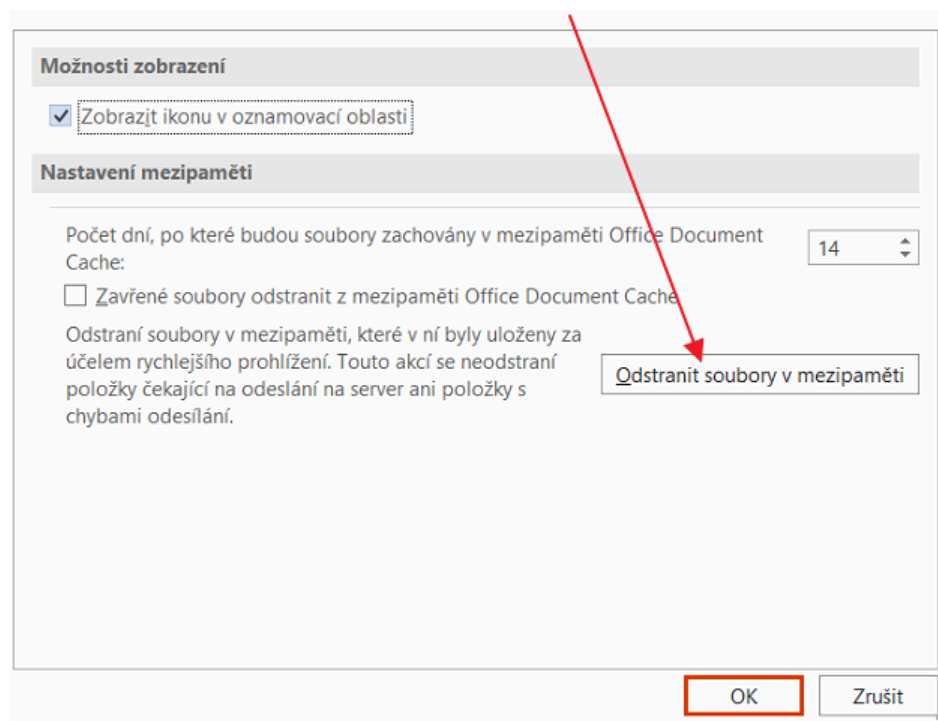 Možnosti zobrazení
Zobrazit ikonu v oznamovací oblasti
Nastavení mezipaměti
Počet dní, po které budou soubory zachovány v mezipaměti Office Document
Cache:
14
Zavřené soubory odstranit z mezipaměti Office Document Cache
Odstraní soubory v mezipaměti, které v ní byly uloženy za
účelem rychlejšího prohlížení. Touto akcí se neodstraní
položky čekající na odeslání na server ani položky s
chybami odesílání.
Odstranit soubory v mezipaměti
OK
Zrušit